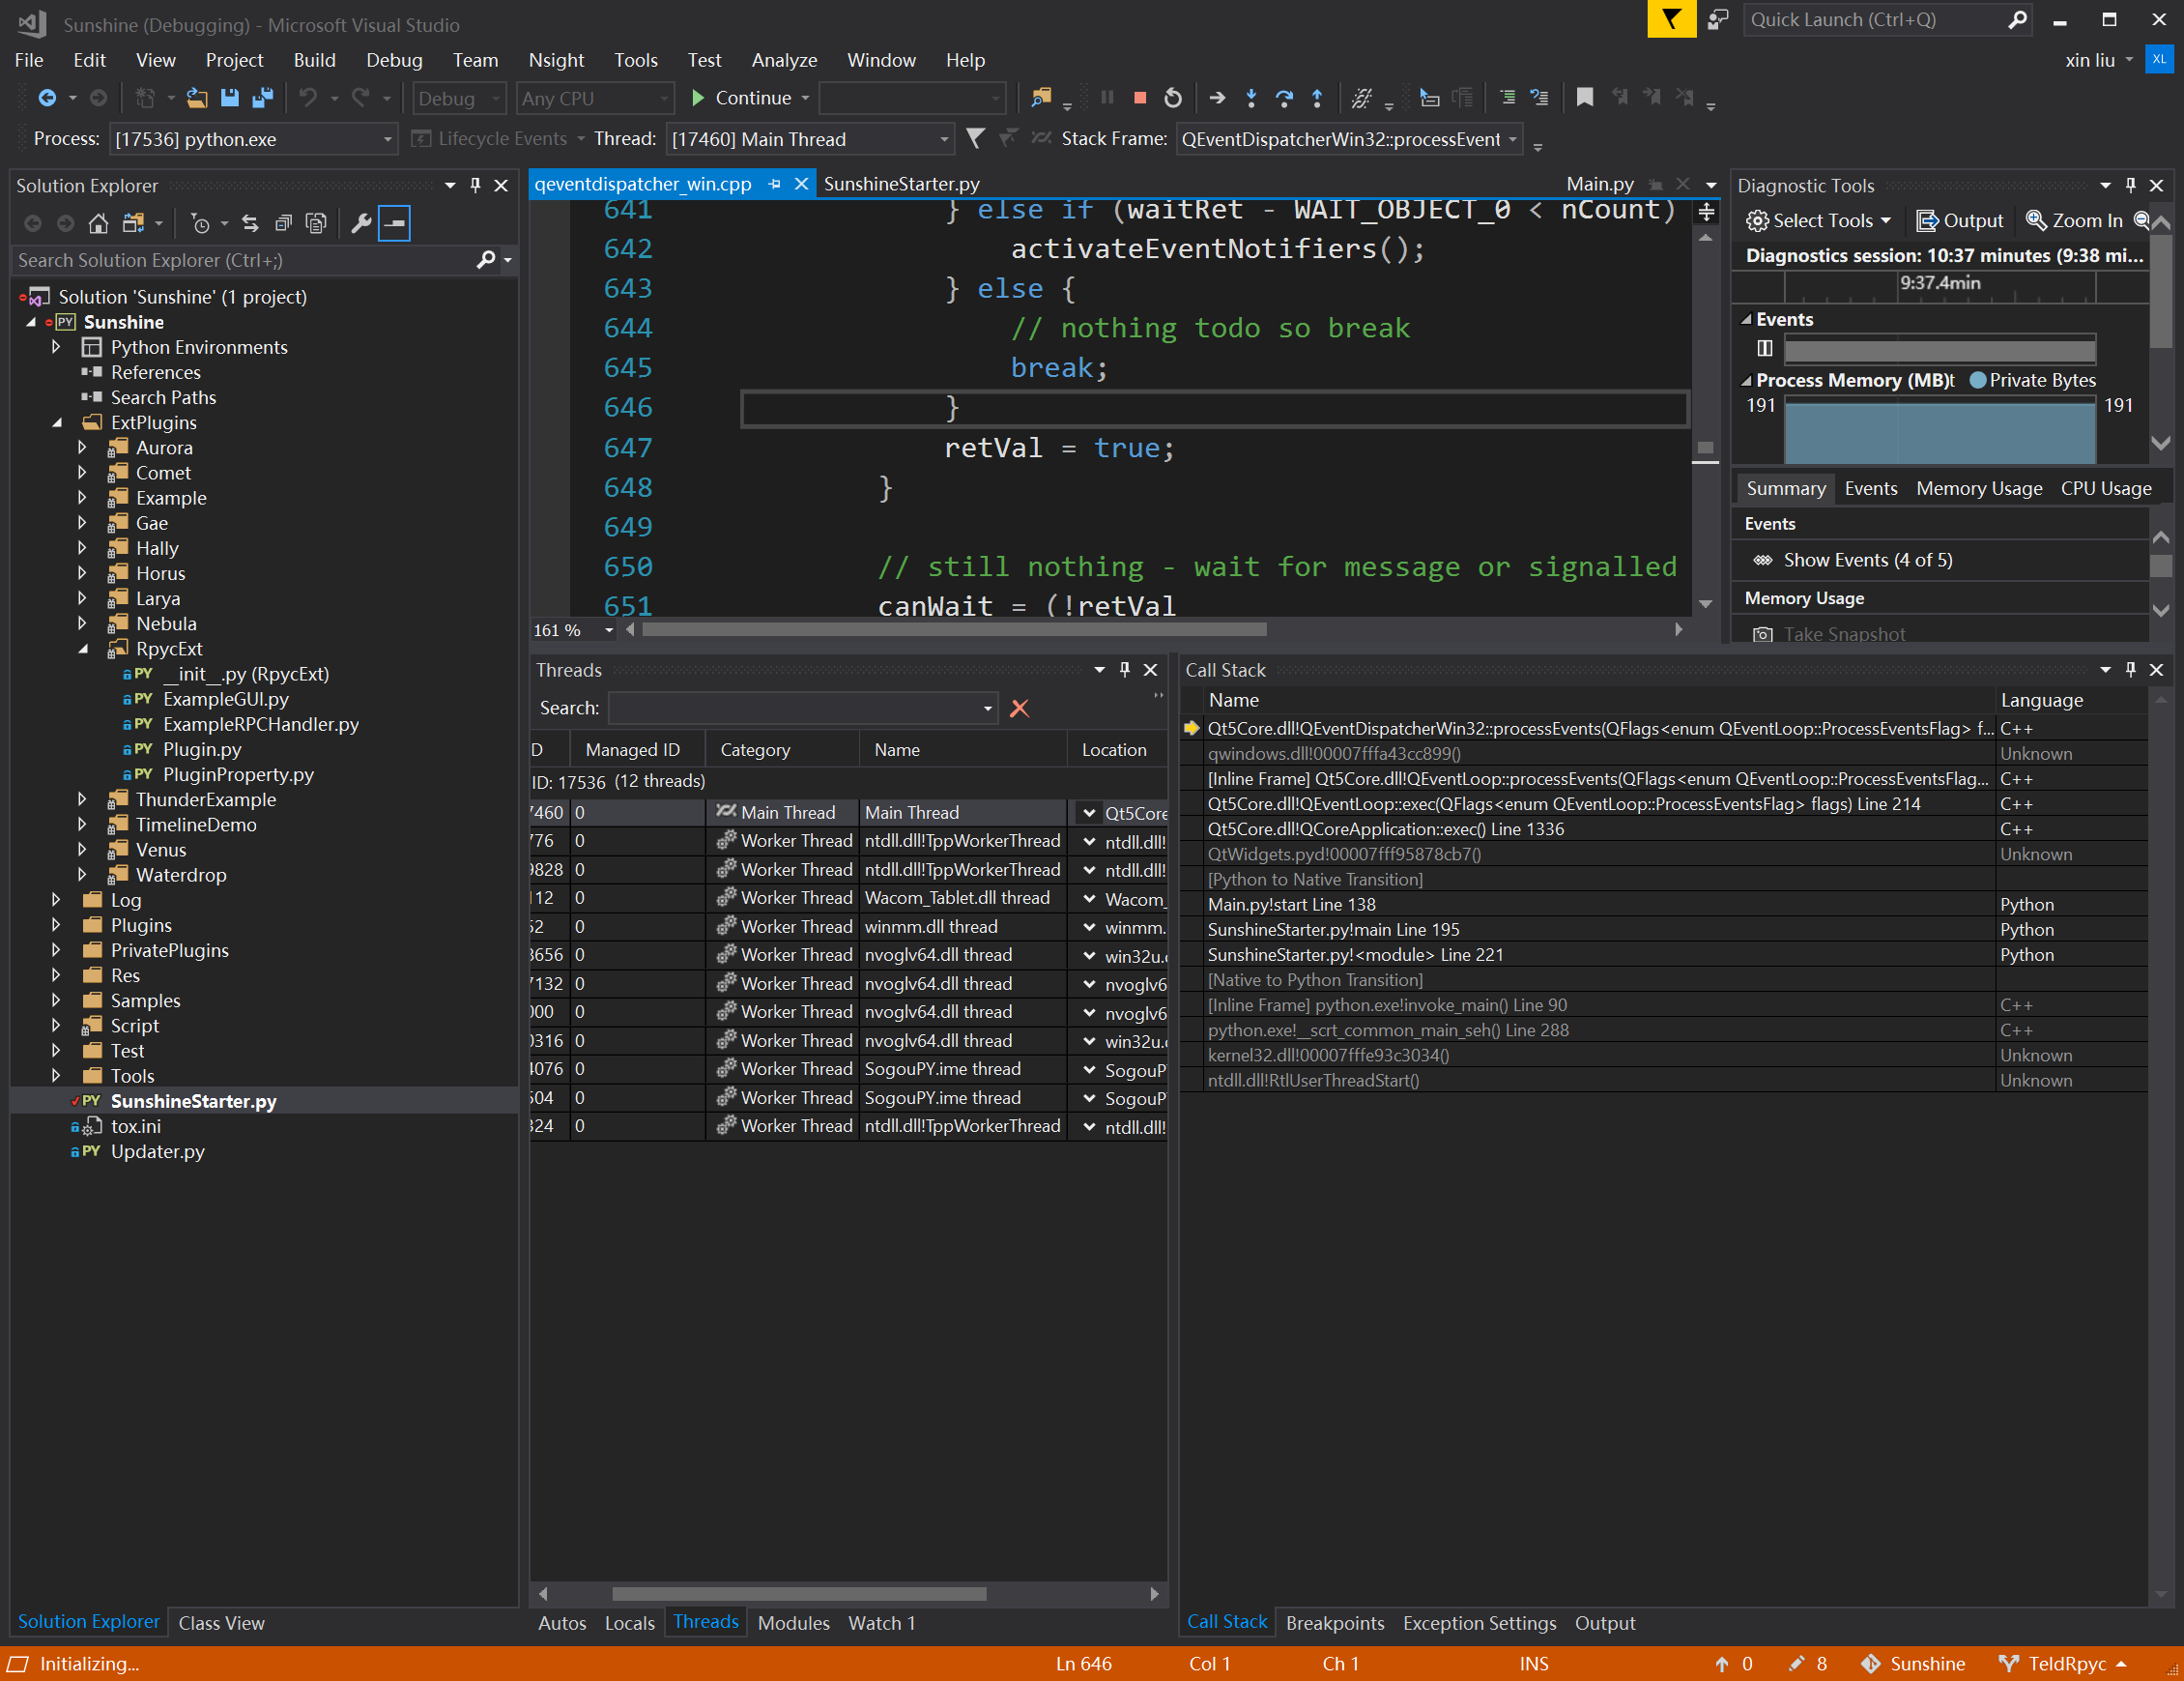 Sunshine (Debugging) - Microsoft Visual Studio
Quick Launch (Ctrl+Q)
File Edit View Project Build Debug Team Nsight Tools Test Analyze Window Help
xin liu XL
Debug Any CPU Continue
Process: [17536] python.exe Lifecycle Events Thread: [17460] Main Thread Stack Frame: QEventDispatcherWin32::processEvent
Solution Explorer
Search Solution Explorer (Ctrl+;)
Solution 'Sunshine' (1 project)
PY Sunshine
Python Environments
References
Search Paths
ExtPlugins
Aurora
Comet
Example
Gae
Hally
Horus
Larya
Nebula
RpycExt
PY __init__.py (RpycExt)
PY ExampleGUI.py
PY ExampleRPCHandler.py
PY Plugin.py
PY PluginProperty.py
ThunderExample
TimelineDemo
Venus
Waterdrop
Log
Plugins
PrivatePlugins
Res
Samples
Script
Test
Tools
PY SunshineStarter.py
tox.ini
PY Updater.py
Solution Explorer Class View
qeventdispatcher_win.cpp SunshineStarter.py Main.py
641 } else if (waitRet - WAIT_OBJECT_0 < nCount)
642 activateEventNotifiers();
643 } else {
644 // nothing todo so break
645 break;
646 }
647 retVal = true;
648 }
649
650 // still nothing - wait for message or signalled
651 canWait = (!retVal
161 %
Diagnostic Tools
Select Tools Output Zoom In
Diagnostics session: 10:37 minutes (9:38 mi...
9:37.4min
Events
Process Memory (MB) Private Bytes
191 191
Summary Events Memory Usage CPU Usage
Events
Show Events (4 of 5)
Memory Usage
Take Snapshot
Threads
Search:
D Managed ID Category Name Location
ID: 17536 (12 threads)
7460 0 Main Thread Main Thread Qt5Core
776 0 Worker Thread ntdll.dll!TppWorkerThread ntdll.dll!
9828 0 Worker Thread ntdll.dll!TppWorkerThread ntdll.dll!
112 0 Worker Thread Wacom_Tablet.dll thread Wacom_
52 0 Worker Thread winmm.dll thread winmm.
3656 0 Worker Thread nvoglv64.dll thread win32u.
7132 0 Worker Thread nvoglv64.dll thread nvoglv6
000 0 Worker Thread nvoglv64.dll thread nvoglv6
0316 0 Worker Thread nvoglv64.dll thread win32u.
4076 0 Worker Thread SogouPY.ime thread SogouP
504 0 Worker Thread SogouPY.ime thread SogouP
324 0 Worker Thread ntdll.dll!TppWorkerThread ntdll.dll!
Autos Locals Threads Modules Watch 1
Call Stack
Name Language
Qt5Core.dll!QEventDispatcherWin32::processEvents(QFlags<enum QEventLoop::ProcessEventsFlag> f... C++
qwindows.dll!00007fffa43cc899() Unknown
[Inline Frame] Qt5Core.dll!QEventLoop::processEvents(QFlags<enum QEventLoop::ProcessEventsFlag... C++
Qt5Core.dll!QEventLoop::exec(QFlags<enum QEventLoop::ProcessEventsFlag> flags) Line 214 C++
Qt5Core.dll!QCoreApplication::exec() Line 1336 C++
QtWidgets.pyd!00007fff95878cb7() Unknown
[Python to Native Transition]
Main.py!start Line 138 Python
SunshineStarter.py!main Line 195 Python
SunshineStarter.py!<module> Line 221 Python
[Native to Python Transition]
[Inline Frame] python.exe!invoke_main() Line 90 C++
python.exe!__scrt_common_main_seh() Line 288 C++
kernel32.dll!00007fffe93c3034() Unknown
ntdll.dll!RtlUserThreadStart() Unknown
Call Stack Breakpoints Exception Settings Output
Initializing... Ln 646 Col 1 Ch 1 INS 0 8 Sunshine TeldRpyc